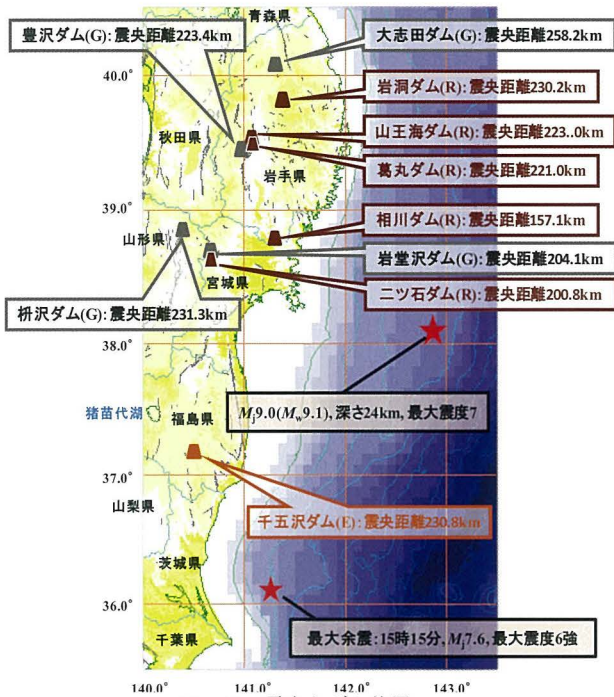 青森県
豊沢ダム(G):震央距離223.4km
大志田ダム(G):震央距離258.2km
40.0°
岩洞ダム(R):震央距離230.2km
山王海ダム(R):震央距離223..0km
秋田県
葛丸ダム(R):震央距離221.0km
岩手県
39.0°
相川ダム(R):震央距離157.1km
山形県
岩堂沢ダム(G):震央距離204.1km
宮城県
二ツ石ダム(R):震央距離200.8km
枡沢ダム(G):震央距離231.3km
38.0°
Mj9.0(Mw9.1),深さ24km,最大震度7
猪苗代湖
福島県
37.0°
山梨県
千五沢ダム(E):震央距離230.8km
茨城県
36.0°
最大余震:15時15分,Mj7.6,最大震度6強
千葉県
140.0° 141.0° 142.0° 143.0°